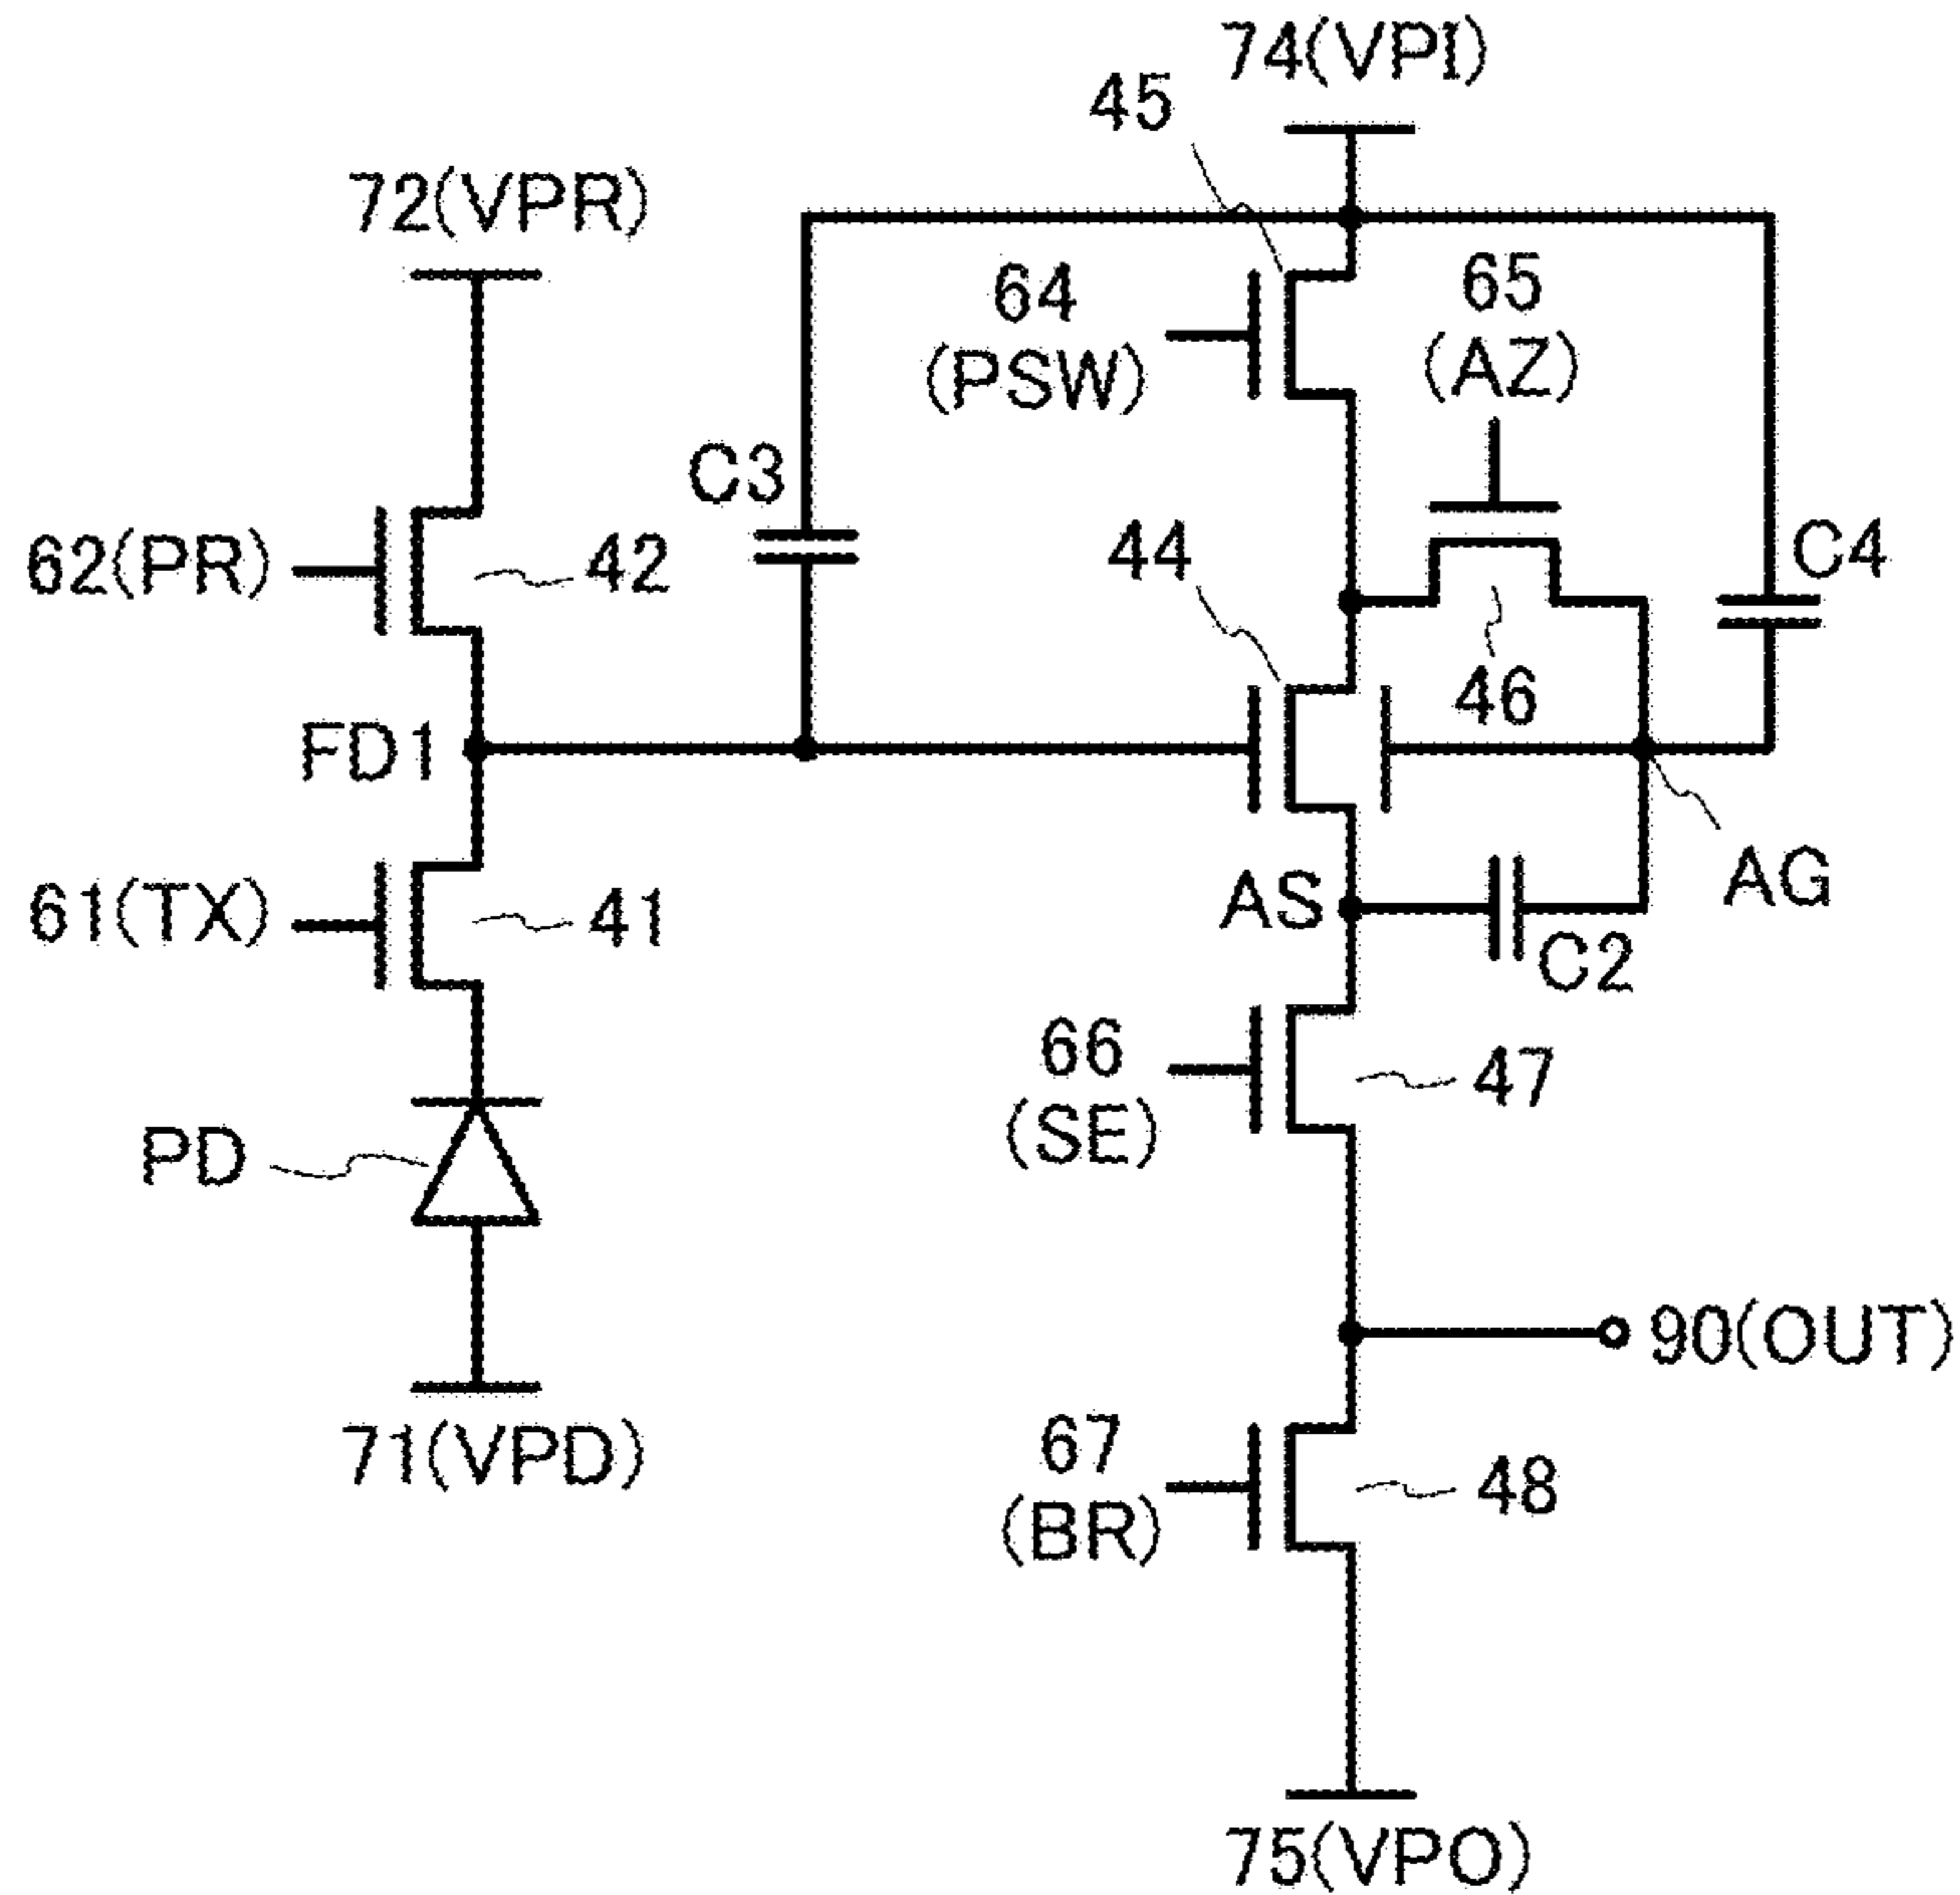 74(VPI)
45
72(VPR)
64
(PSW)
65
(AZ)
C3
44
C4
62(PR)
42
46
FD1
61(TX)
41
AS
AG
C2
66
(SE)
47
PD
90(OUT)
71(VPD)
67
(BR)
48
75(VPO)